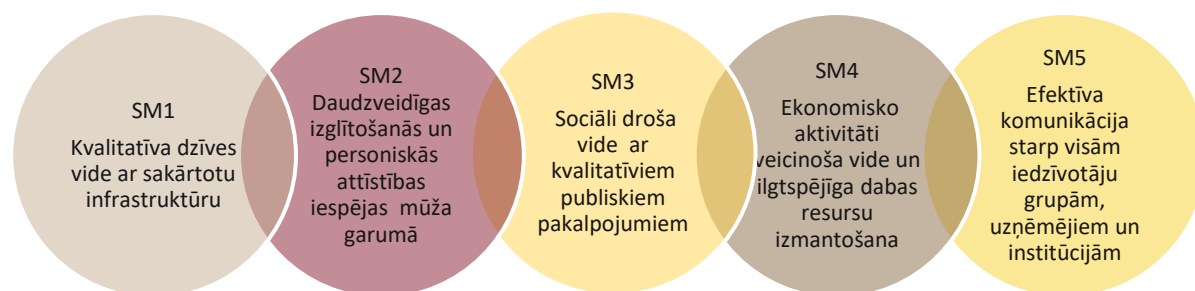 SM1
Kvalitatīva dzīves
vide ar sakārtotu
infrastruktūru
SM2
Daudzveidīgas
izglītošanās un
personiskās
attīstības
iespējas mūža
garumā
SM3
Sociāli droša
vide ar
kvalitatīviem
publiskiem
pakalpojumiem
SM4
Ekonomisko
aktivitāti
veicinoša vide un
ilgtspējīga dabas
resursu
izmantošana
SM5
Efektīva
komunikācija
starp visām
iedzīvotāju
grupām,
uzņēmējiem un
institūcijām